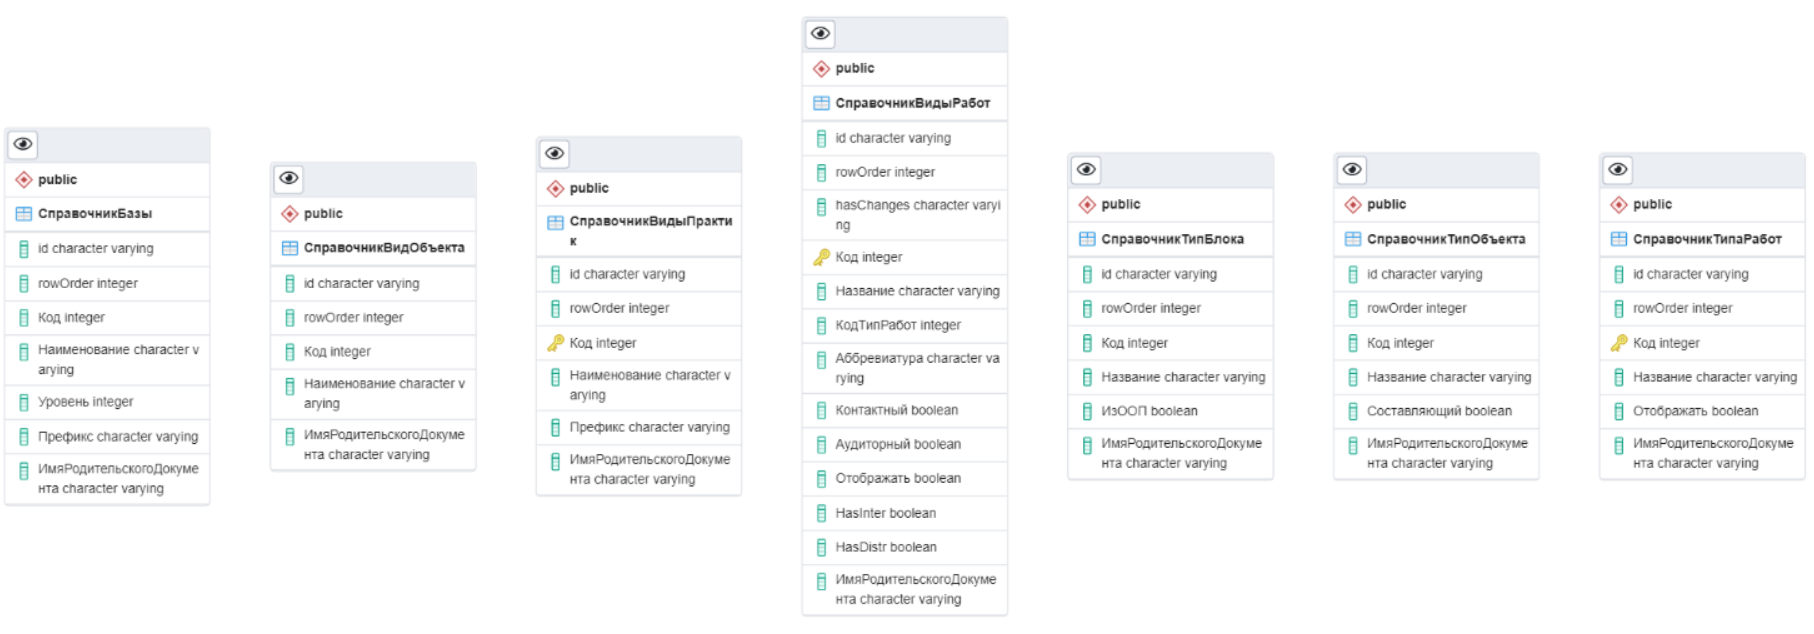 public
СправочникБазы
id character varying
rowOrder integer
Код integer
Наименование character v
arying
Уровень integer
Префикс character varying
ИмяРодительскогоДокуме
нта character varying
public
СправочникВидОбъекта
id character varying
rowOrder integer
Код integer
Наименование character v
arying
ИмяРодительскогоДокуме
нта character varying
public
СправочникВидыПракти
к
id character varying
rowOrder integer
Код integer
Наименование character v
arying
Префикс character varying
ИмяРодительскогоДокуме
нта character varying
public
СправочникВидыРабот
id character varying
rowOrder integer
hasChanges character varyi
ng
Код integer
Название character varying
КодТипРабот integer
Аббревиатура character va
rying
Контактный boolean
Аудиторный boolean
Отображать boolean
HasInter boolean
HasDistr boolean
ИмяРодительскогоДокуме
нта character varying
public
СправочникТипБлока
id character varying
rowOrder integer
Код integer
Название character varying
ИзООП boolean
ИмяРодительскогоДокуме
нта character varying
public
СправочникТипОбъекта
id character varying
rowOrder integer
Код integer
Название character varying
Составляющий boolean
ИмяРодительскогоДокуме
нта character varying
public
СправочникТипаРабот
id character varying
rowOrder integer
Код integer
Название character varying
Отображать boolean
ИмяРодительскогоДокуме
нта character varying